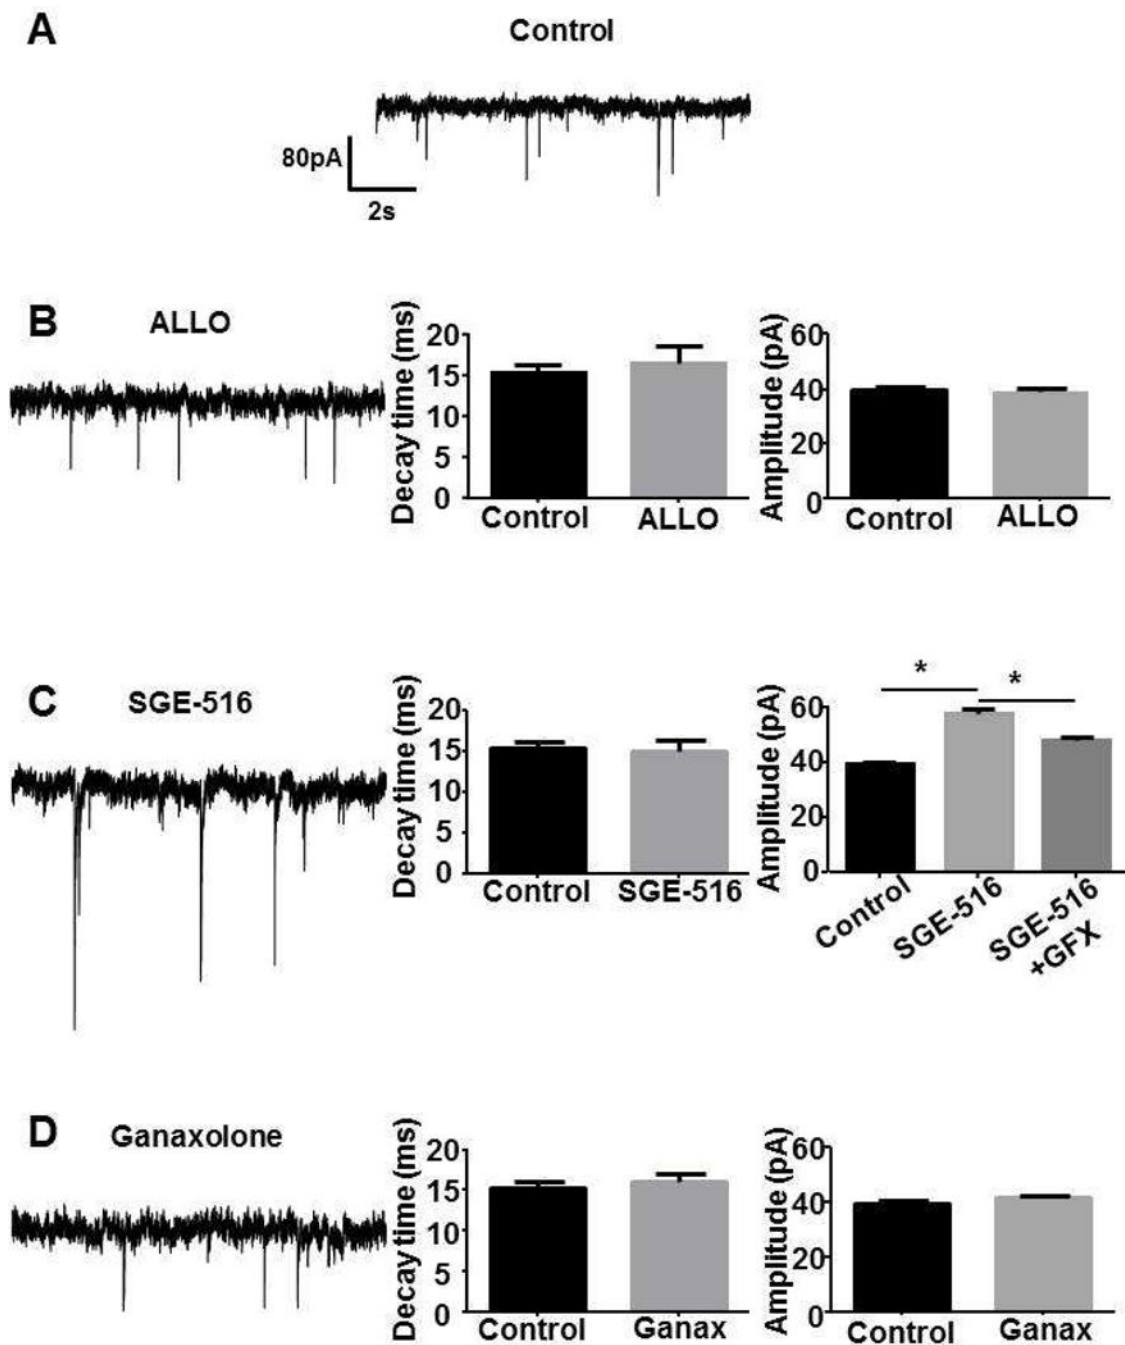 A
Control
80pA
2s
B
ALLO
Decay time (ms)
20
15
10
5
0
Control
ALLO
Amplitude (pA)
60
40
20
0
Control
ALLO
C
SGE-516
Decay time (ms)
20
15
10
5
0
Control
SGE-516
Amplitude (pA)
60
40
20
0
*
*
Control
SGE-516
SGE-516
+GFX
D
Ganaxolone
Decay time (ms)
20
15
10
5
0
Control
Ganax
Amplitude (pA)
60
40
20
0
Control
Ganax